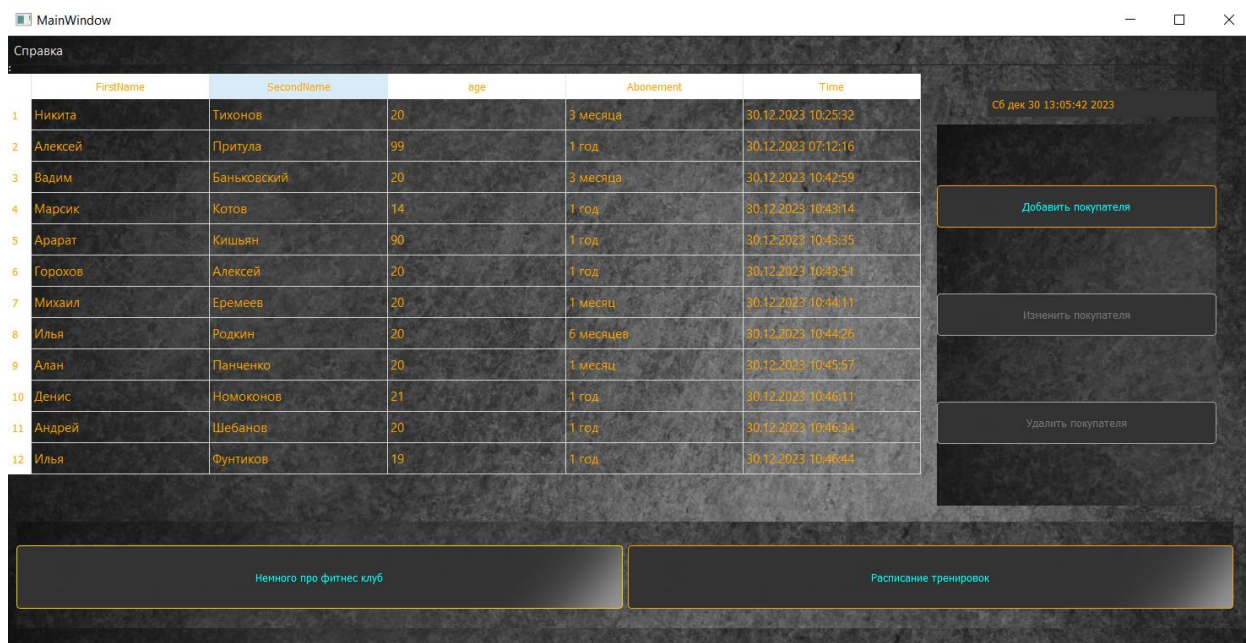 MainWindow
Справка
FirstName SecondName age Abonement Time
Сб дек 30 13:05:42 2023
1 Никита Тихонов 20 3 месяца 30.12.2023 10:25:32
2 Алексей Притула 99 1 год 30.12.2023 07:12:16
3 Вадим Баньковский 20 3 месяца 30.12.2023 10:42:59
4 Марсик Котов 14 1 год 30.12.2023 10:43:14
Добавить покупателя
5 Арарат Кишьян 90 1 год 30.12.2023 10:43:35
6 Горохов Алексей 20 1 год 30.12.2023 10:43:51
7 Михаил Еремеев 20 1 месяц 30.12.2023 10:44:11
Изменить покупателя
8 Илья Родкин 20 6 месяцев 30.12.2023 10:44:26
9 Алан Панченко 20 1 месяц 30.12.2023 10:45:57
10 Денис Номоконов 21 1 год 30.12.2023 10:46:11
11 Андрей Шебанов 20 1 год 30.12.2023 10:46:34
Удалить покупателя
12 Илья Фунтиков 19 1 год 30.12.2023 10:46:44
Немного про фитнес клуб
Расписание тренировок